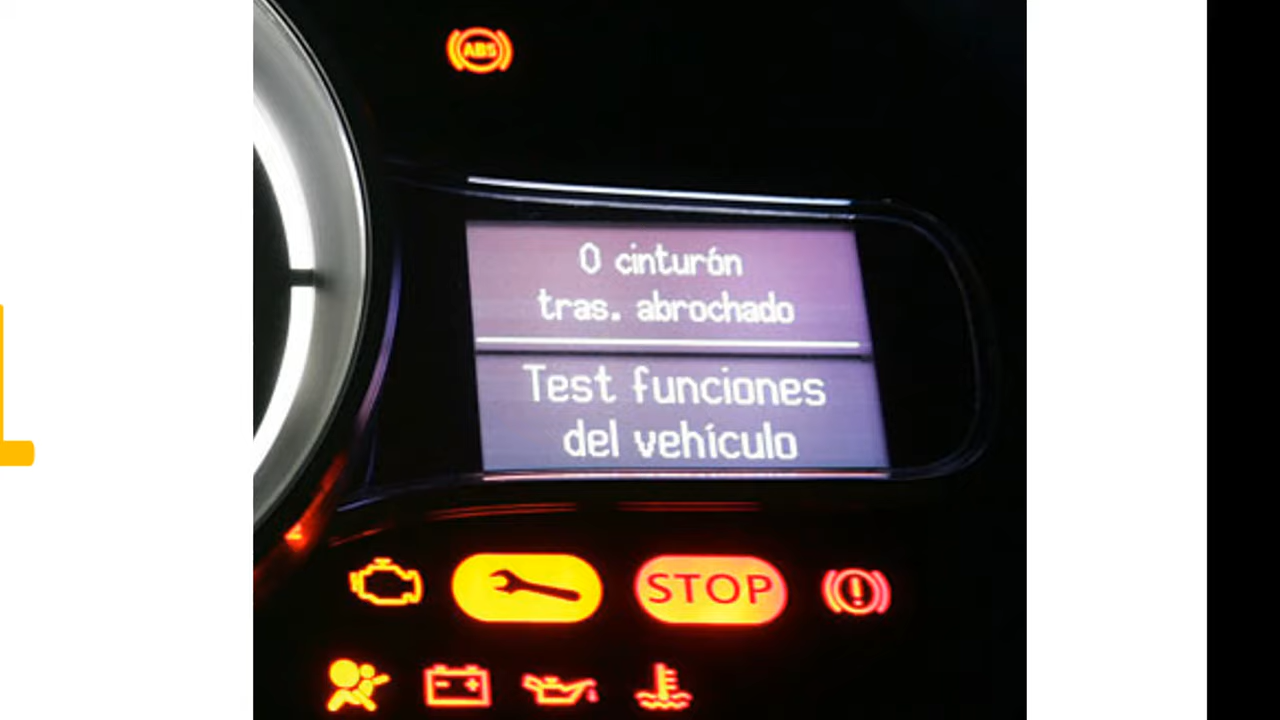 ABS
0 cinturón
tras. abrochado
Test funciones
del vehículo
STOP